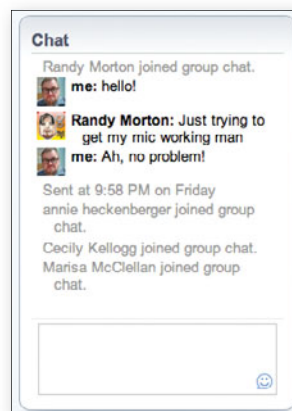 Chat
Randy Morton joined group chat.
me: hello!
Randy Morton: Just trying to
get my mic working man
me: Ah, no problem!
Sent at 9:58 PM on Friday
annie heckenberger joined group
chat.
Cecily Kellogg joined group chat.
Marisa McClellan joined group
chat.